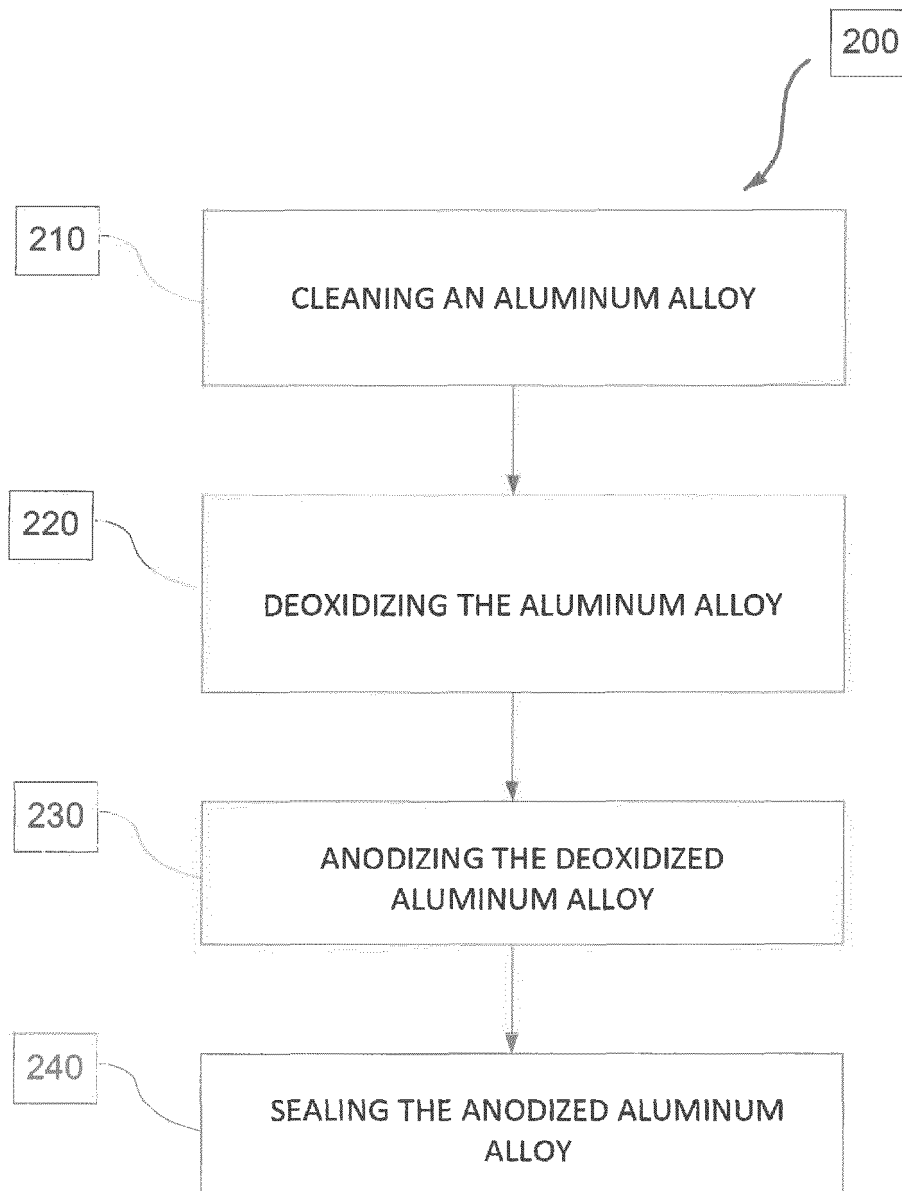 200
210
CLEANING AN ALUMINUM ALLOY
220
DEOXIDIZING THE ALUMINUM ALLOY
230
ANODIZING THE DEOXIDIZED
ALUMINUM ALLOY
240
SEALING THE ANODIZED ALUMINUM
ALLOY